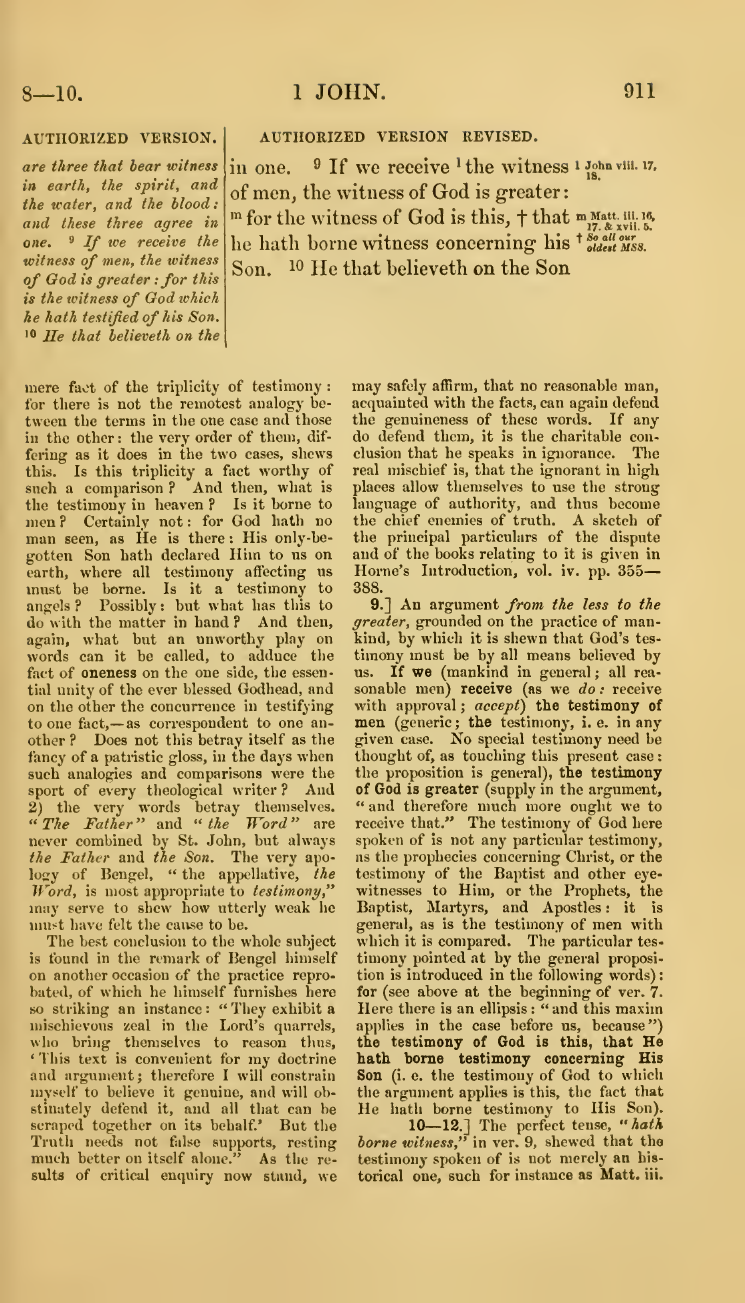 8—10.
1 JOHN.
911
AUTHORIZED VERSION.
are three that bear witness
in earth, the spirit, and
the water, and the blood:
and these three agree in
one. 9 If we receive the
witness of men, the witness
of God is greater: for this
is the witness of God which
he hath testified of his Son.
10 He that believeth on the
AUTHORIZED VERSION REVISED.
in one. 9 If we receive l the witness
of men, the witness of God is greater:
m for the witness of God is this, † that
he hath borne witness concerning his
Son. 10 He that believeth on the Son
l John viii. 17,
18.
m Matt. iii. 16,
17. & xvii. 5.
† So all our
oldest MSS.
mere fact of the triplicity of testimony:
for there is not the remotest analogy be-
tween the terms in the one case and those
in the other: the very order of them, dif-
fering as it does in the two cases, shews
this. Is this triplicity a fact worthy of
such a comparison? And then, what is
the testimony in heaven? Is it borne to
men? Certainly not: for God hath no
man seen, as He is there: His only-be-
gotten Son hath declared Him to us on
earth, where all testimony affecting us
must be borne. Is it a testimony to
angels? Possibly: but what has this to
do with the matter in hand? And then,
again, what but an unworthy play on
words can it be called, to adduce the
fact of oneness on the one side, the essen-
tial unity of the ever blessed Godhead, and
on the other the concurrence in testifying
to one fact,—as correspondent to one an-
other? Does not this betray itself as the
fancy of a patristic gloss, in the days when
such analogies and comparisons were the
sport of every theological writer? And
2) the very words betray themselves.
"The Father" and "the Word" are
never combined by St. John, but always
the Father and the Son. The very apo-
logy of Bengel, "the appellative, the
Word, is most appropriate to testimony,"
may serve to shew how utterly weak he
must have felt the cause to be.
The best conclusion to the whole subject
is found in the remark of Bengel himself
on another occasion of the practice repro-
bated, of which he himself furnishes here
so striking an instance: "They exhibit a
mischievous zeal in the Lord's quarrels,
who bring themselves to reason thus,
'This text is convenient for my doctrine
and argument; therefore I will constrain
myself to believe it genuine, and will ob-
stinately defend it, and all that can be
scraped together on its behalf.' But the
Truth needs not false supports, resting
much better on itself alone." As the re-
sults of critical enquiry now stand, we
may safely affirm, that no reasonable man,
acquainted with the facts, can again defend
the genuineness of these words. If any
do defend them, it is the charitable con-
clusion that he speaks in ignorance. The
real mischief is, that the ignorant in high
places allow themselves to use the strong
language of authority, and thus become
the chief enemies of truth. A sketch of
the principal particulars of the dispute
and of the books relating to it is given in
Horne's Introduction, vol. iv. pp. 355—
388.
9.] An argument from the less to the
greater, grounded on the practice of man-
kind, by which it is shewn that God's tes-
timony must be by all means believed by
us. If we (mankind in general; all rea-
sonable men) receive (as we do: receive
with approval; accept) the testimony of
men (generic; the testimony, i. e. in any
given case. No special testimony need be
thought of, as touching this present case:
the proposition is general), the testimony
of God is greater (supply in the argument,
"and therefore much more ought we to
receive that." The testimony of God here
spoken of is not any particular testimony,
as the prophecies concerning Christ, or the
testimony of the Baptist and other eye-
witnesses to Him, or the Prophets, the
Baptist, Martyrs, and Apostles: it is
general, as is the testimony of men with
which it is compared. The particular tes-
timony pointed at by the general proposi-
tion is introduced in the following words):
for (see above at the beginning of ver. 7.
Here there is an ellipsis: "and this maxim
applies in the case before us, because")
the testimony of God is this, that He
hath borne testimony concerning His
Son (i. e. the testimony of God to which
the argument applies is this, the fact that
He hath borne testimony to His Son).
10—12.] The perfect tense, "hath
borne witness," in ver. 9, shewed that the
testimony spoken of is not merely an his-
torical one, such for instance as Matt. iii.